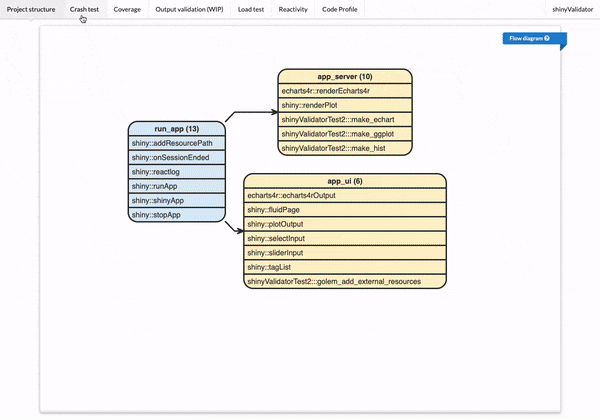 Project structure
Crash test
Coverage
Output validation (WIP)
Load test
Reactivity
Code Profile
shinyValidator
Flow diagram ?
app_server (10)
echarts4r::renderEcharts4r
shiny::renderPlot
shinyValidatorTest2:::make_echart
shinyValidatorTest2:::make_ggplot
shinyValidatorTest2:::make_hist
run_app (13)
shiny::addResourcePath
shiny::onSessionEnded
shiny::reactlog
shiny::runApp
shiny::shinyApp
shiny::stopApp
app_ui (6)
echarts4r::echarts4rOutput
shiny::fluidPage
shiny::plotOutput
shiny::selectInput
shiny::sliderInput
shiny::tagList
shinyValidatorTest2:::golem_add_external_resources